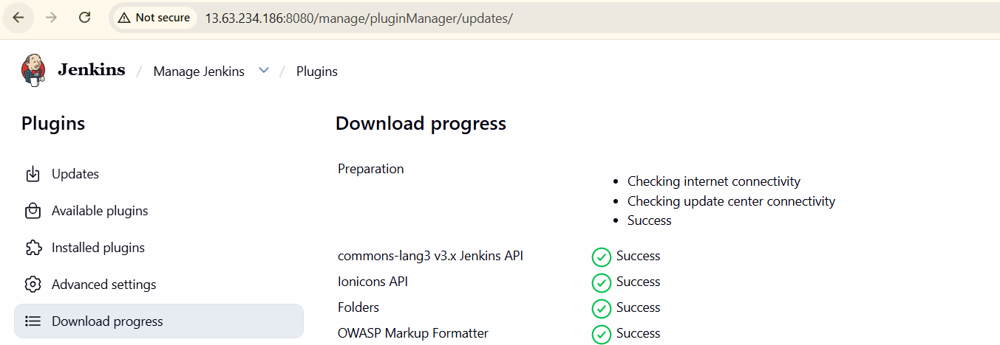 Not secure 13.63.234.186:8080/manage/pluginManager/updates/
Jenkins / Manage Jenkins / Plugins
Plugins
Updates
Available plugins
Installed plugins
Advanced settings
Download progress
Download progress
Preparation
• Checking internet connectivity
• Checking update center connectivity
• Success
commons-lang3 v3.x Jenkins API Success
Ionicons API Success
Folders Success
OWASP Markup Formatter Success